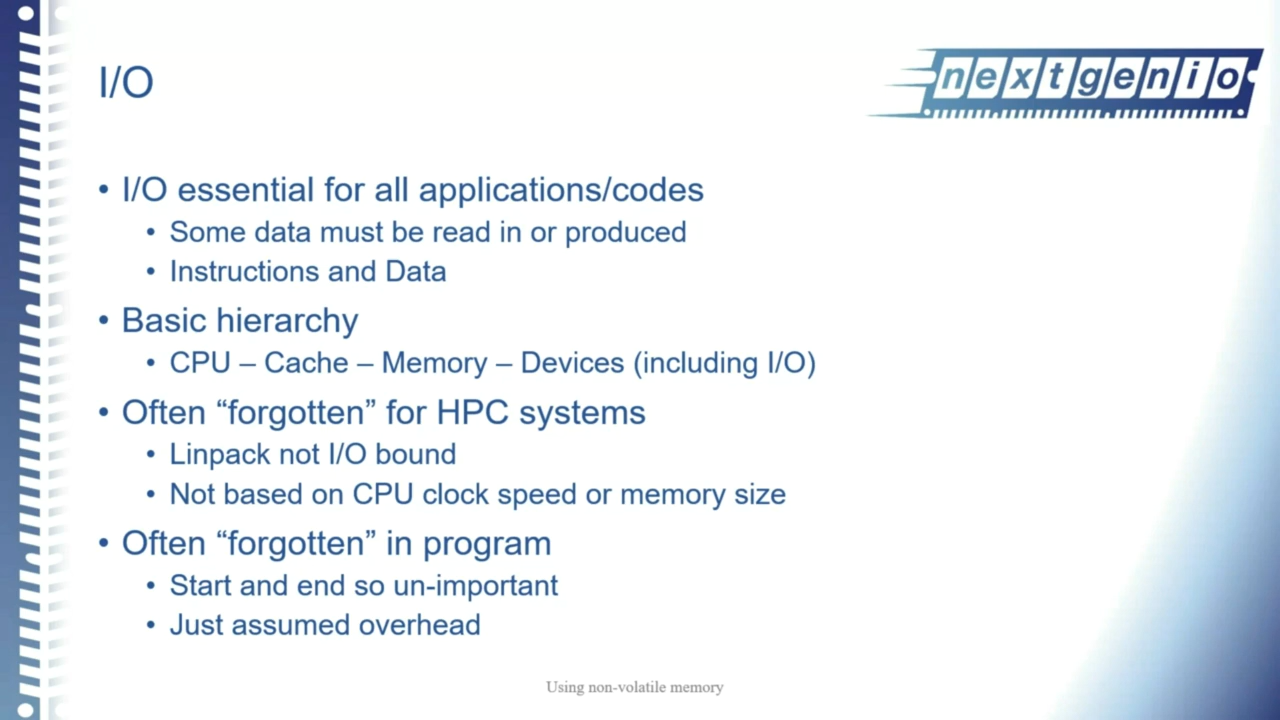 I/O
nextgenio
• I/O essential for all applications/codes
• Some data must be read in or produced
• Instructions and Data
• Basic hierarchy
• CPU – Cache – Memory – Devices (including I/O)
• Often “forgotten” for HPC systems
• Linpack not I/O bound
• Not based on CPU clock speed or memory size
• Often “forgotten” in program
• Start and end so un-important
• Just assumed overhead
Using non-volatile memory